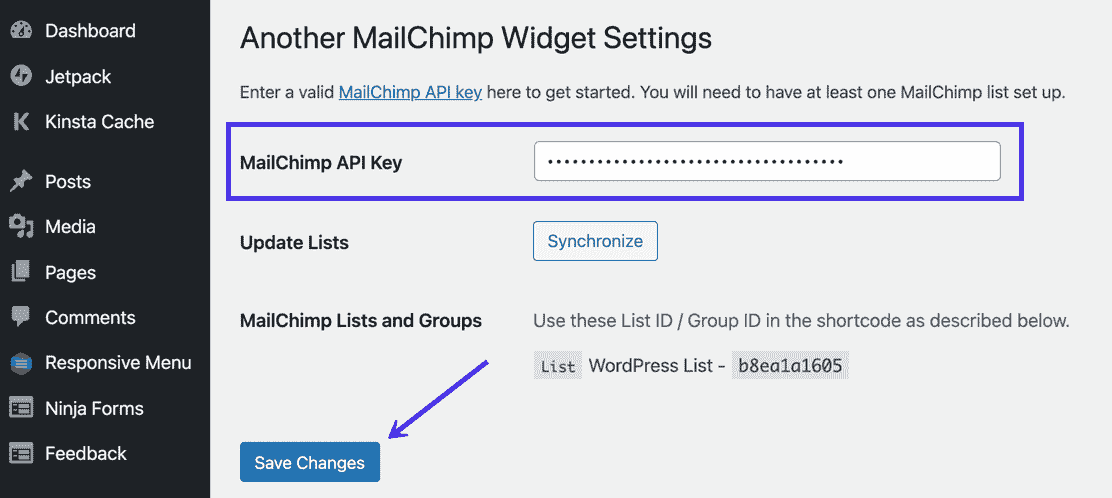 Dashboard
Jetpack
Kinsta Cache
Posts
Media
Pages
Comments
Responsive Menu
Ninja Forms
Feedback
Another MailChimp Widget Settings
Enter a valid MailChimp API key here to get started. You will need to have at least one MailChimp list set up.
MailChimp API Key ••••••••••••••••••••••••••••••••••••
Update Lists Synchronize
MailChimp Lists and Groups Use these List ID / Group ID in the shortcode as described below.
List WordPress List - b8ea1a1605
Save Changes